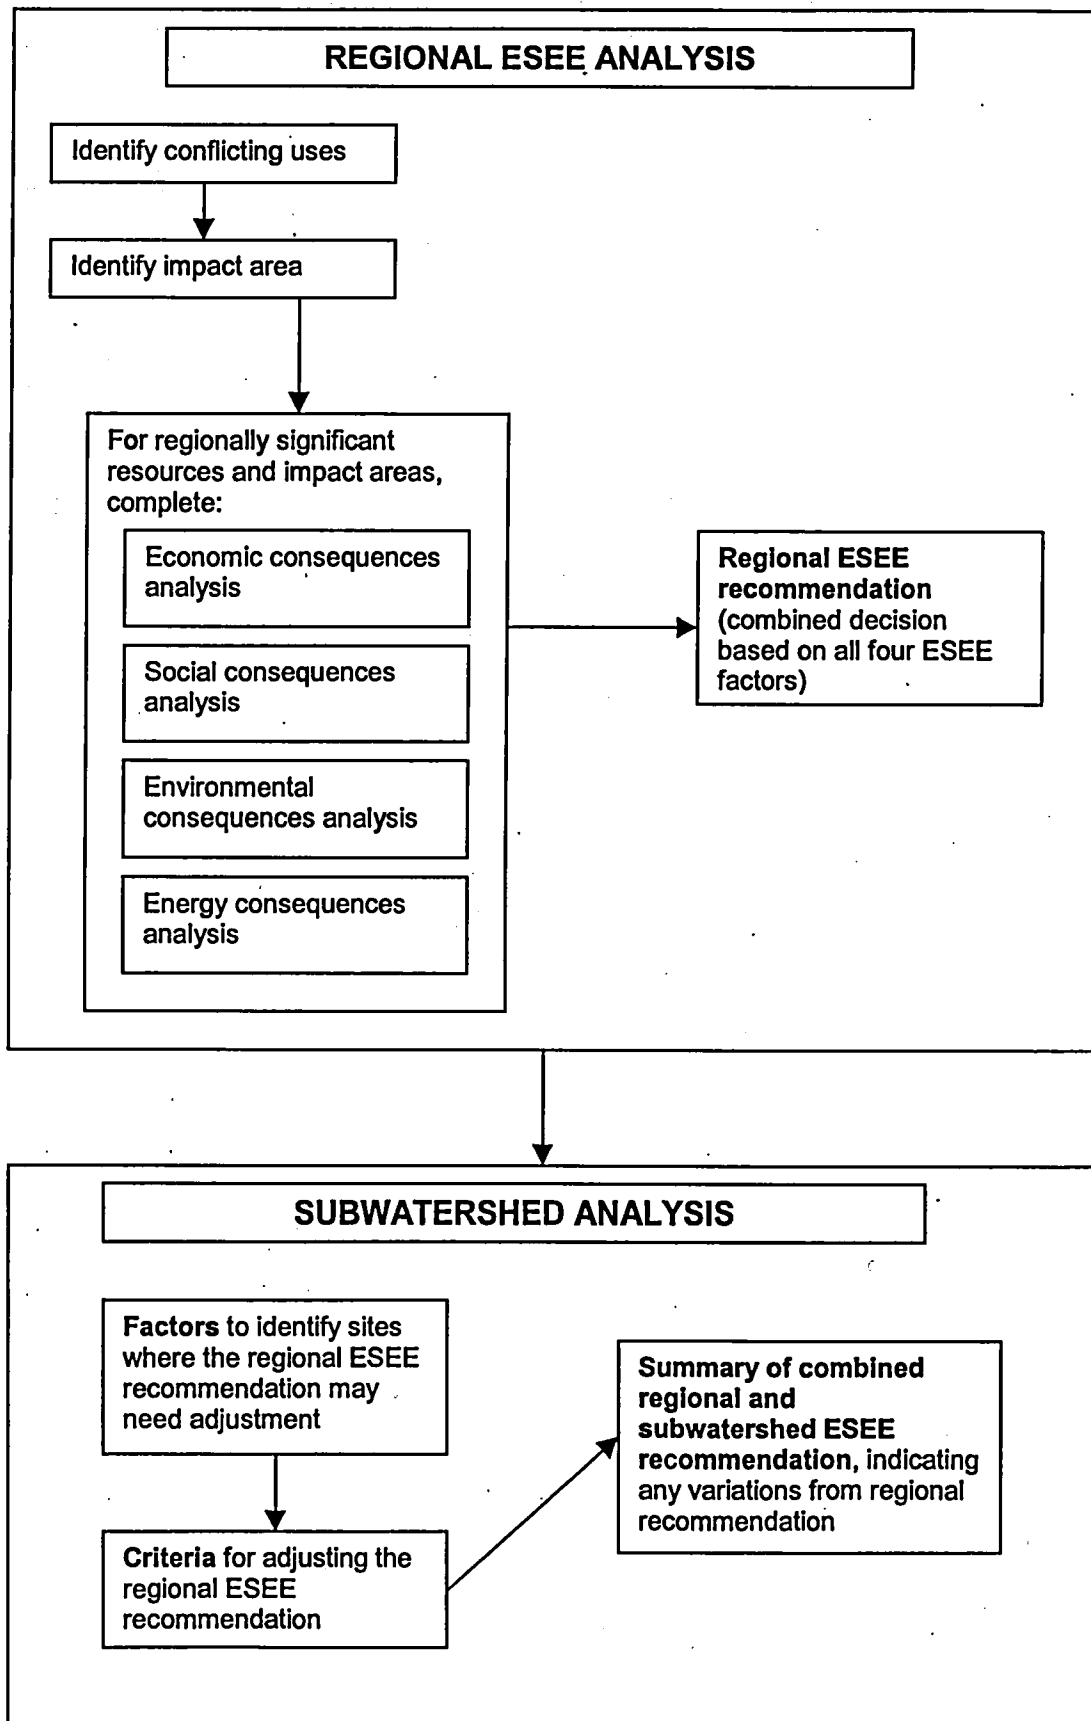 REGIONAL ESEE ANALYSIS
Identify conflicting uses
Identify impact area
For regionally significant
resources and impact areas,
complete:
Economic consequences
analysis
Social consequences
analysis
Environmental
consequences analysis
Energy consequences
analysis
Regional ESEE
recommendation
(combined decision
based on all four ESEE
factors)
SUBWATERSHED ANALYSIS
Factors to identify sites
where the regional ESEE
recommendation may
need adjustment
Criteria for adjusting the
regional ESEE
recommendation
Summary of combined
regional and
subwatershed ESEE
recommendation, indicating
any variations from regional
recommendation